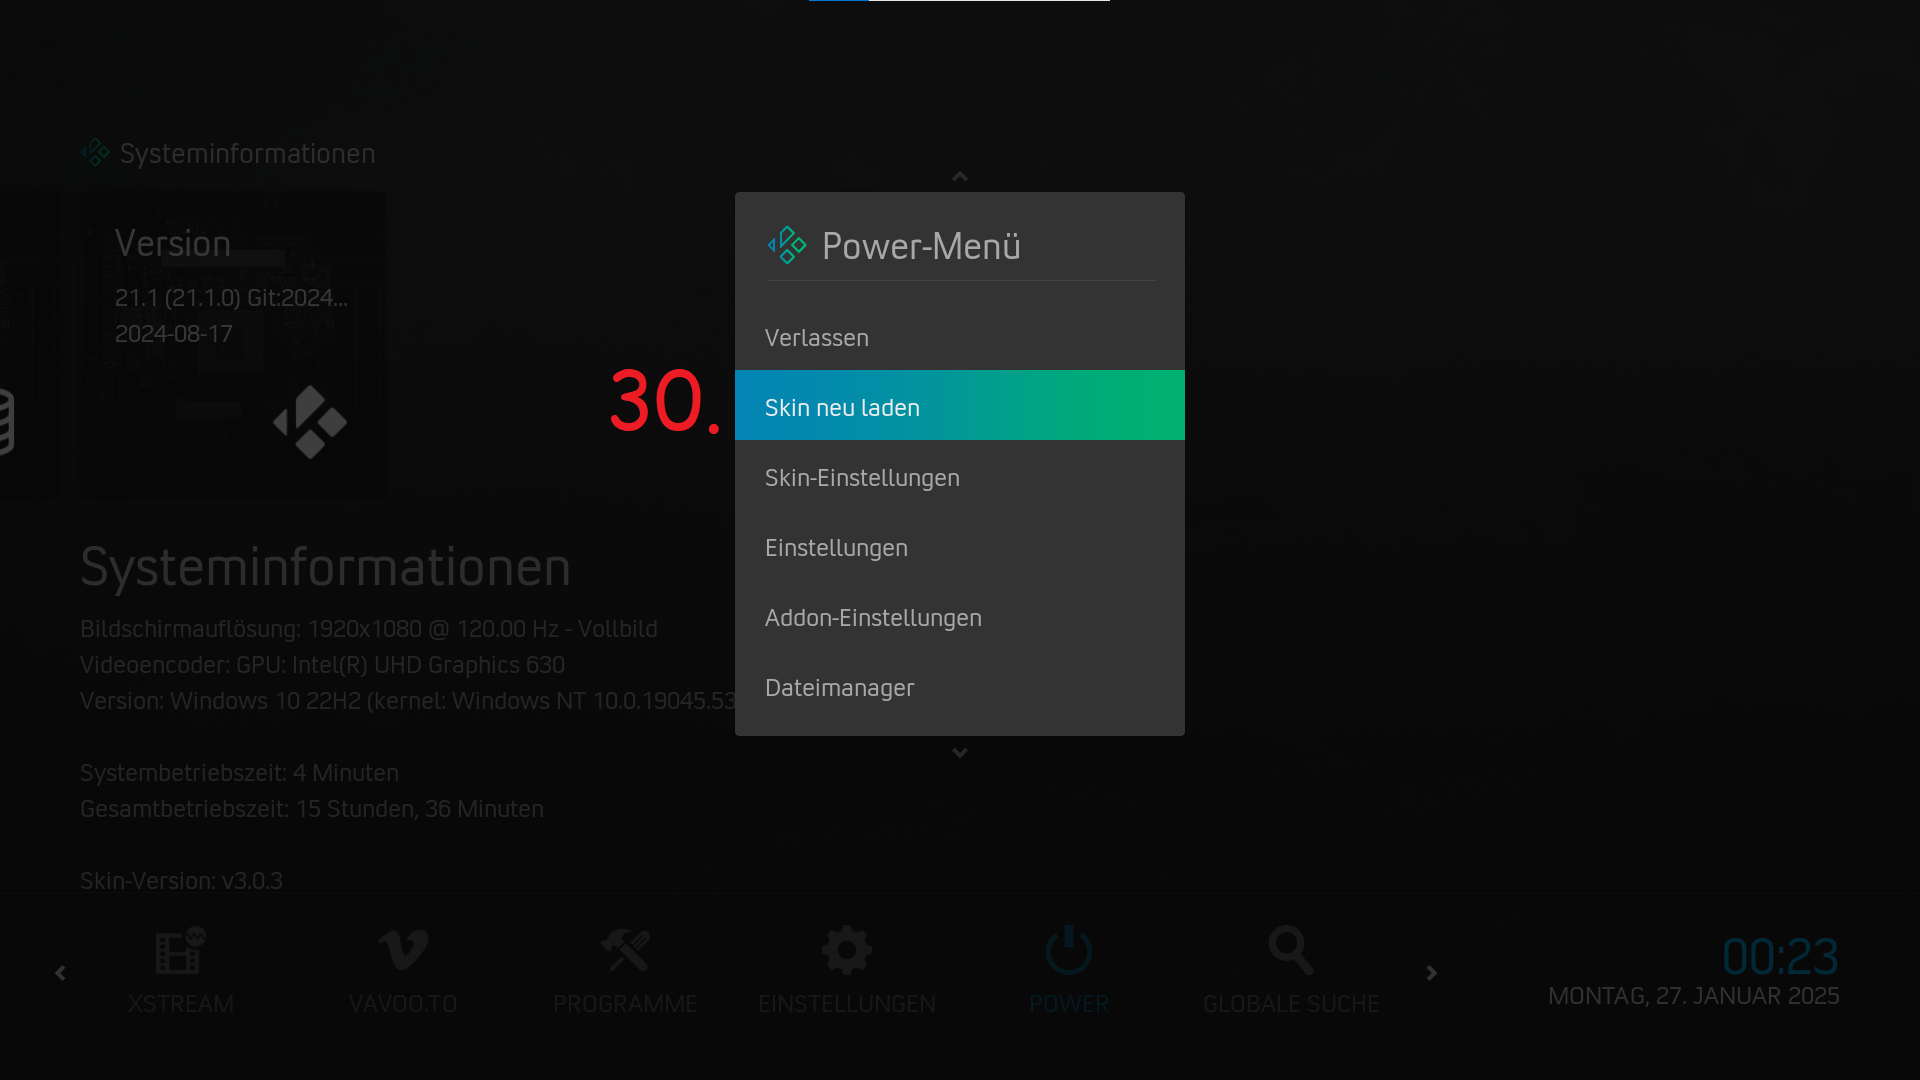 Systeminformationen
Version
21.1 (21.1.0) Git:2024...
2024-08-17
30.
Power-Menü
Verlassen
Skin neu laden
Skin-Einstellungen
Einstellungen
Addon-Einstellungen
Dateimanager
Systeminformationen
Bildschirmauflösung: 1920x1080 @ 120.00 Hz - Vollbild
Videoencoder: GPU: Intel(R) UHD Graphics 630
Version: Windows 10 22H2 (kernel: Windows NT 10.0.19045.53
Systembetriebszeit: 4 Minuten
Gesamtbetriebszeit: 15 Stunden, 36 Minuten
Skin-Version: v3.0.3
XSTREAM
VAVOO.TO
PROGRAMME
EINSTELLUNGEN
POWER
GLOBALE SUCHE
00:23
MONTAG, 27. JANUAR 2025